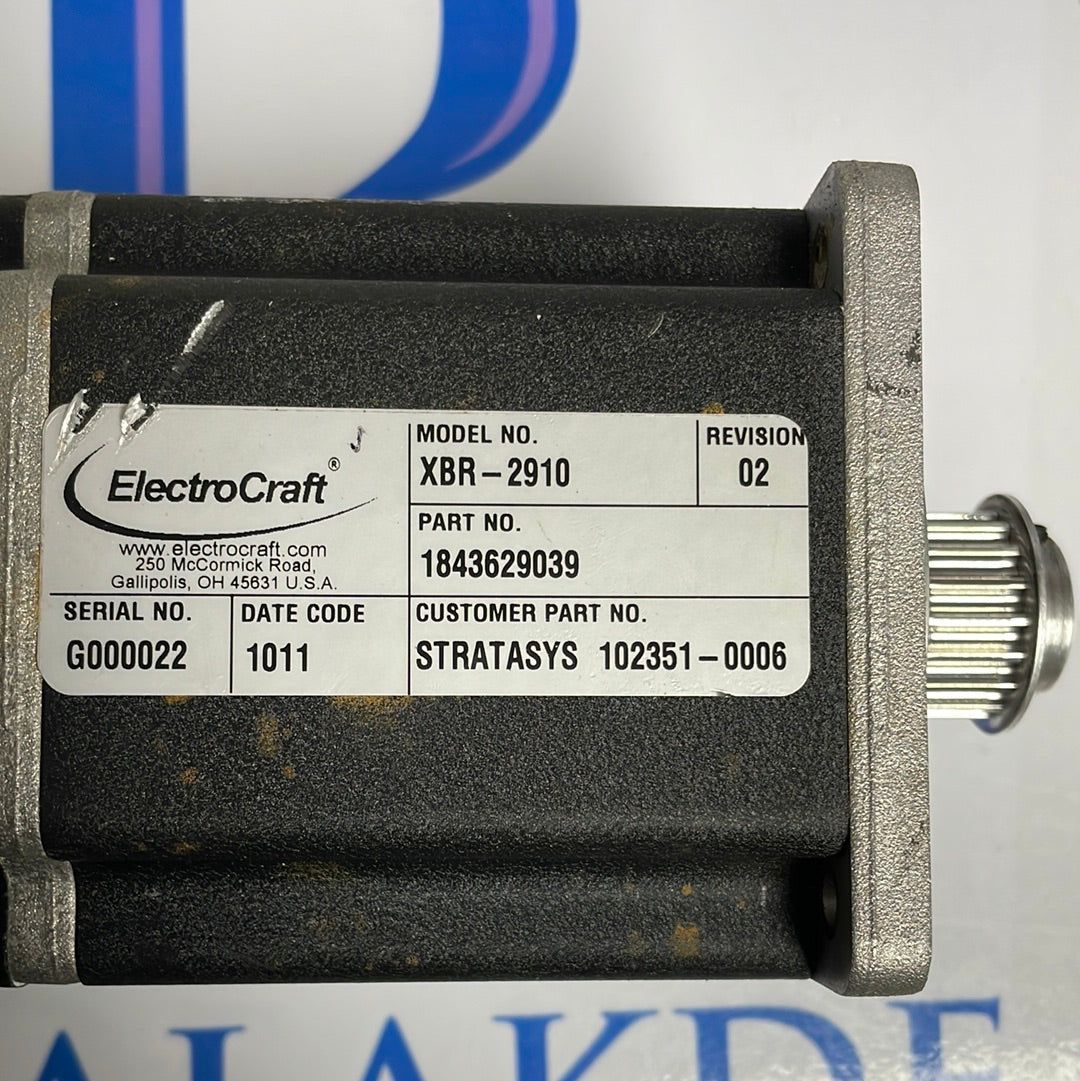 ElectroCraft®
www.electrocraft.com
250 McCormick Road,
Gallipolis, OH 45631 U.S.A.
MODEL NO.
XBR-2910
REVISION
02
PART NO.
1843629039
SERIAL NO.
G000022
DATE CODE
1011
CUSTOMER PART NO.
STRATASYS 102351-0006